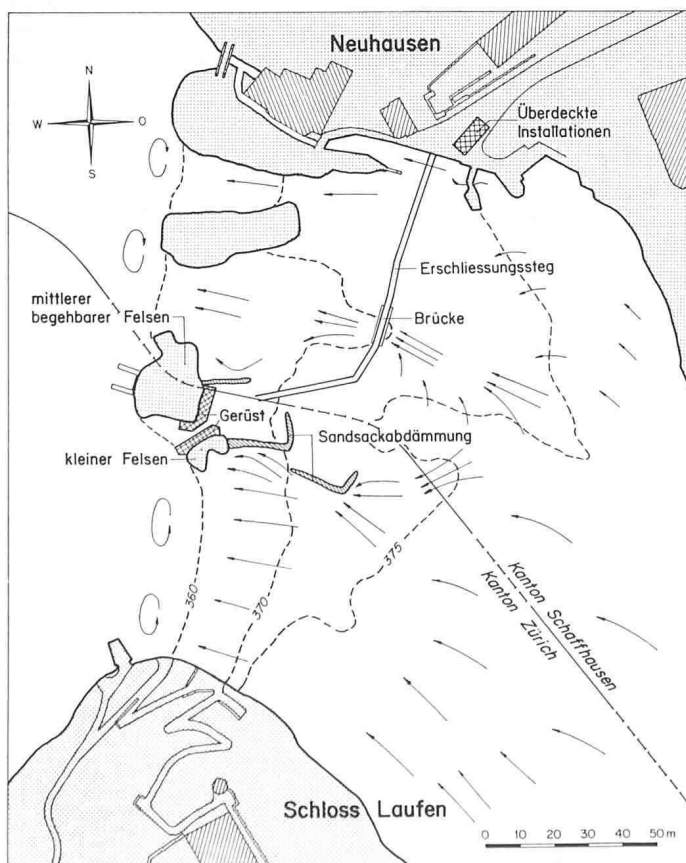 Neuhausen
N
W
O
S
Überdeckte
Installationen
Erschliessungssteg
mittlerer
begehbarer Felsen
Brücke
Gerüst
Sandsackabdämmung
kleiner Felsen
375
360
370
Kanton Schaffhausen
Kanton Zürich
Schloss Laufen
0 10 20 30 40 50 m